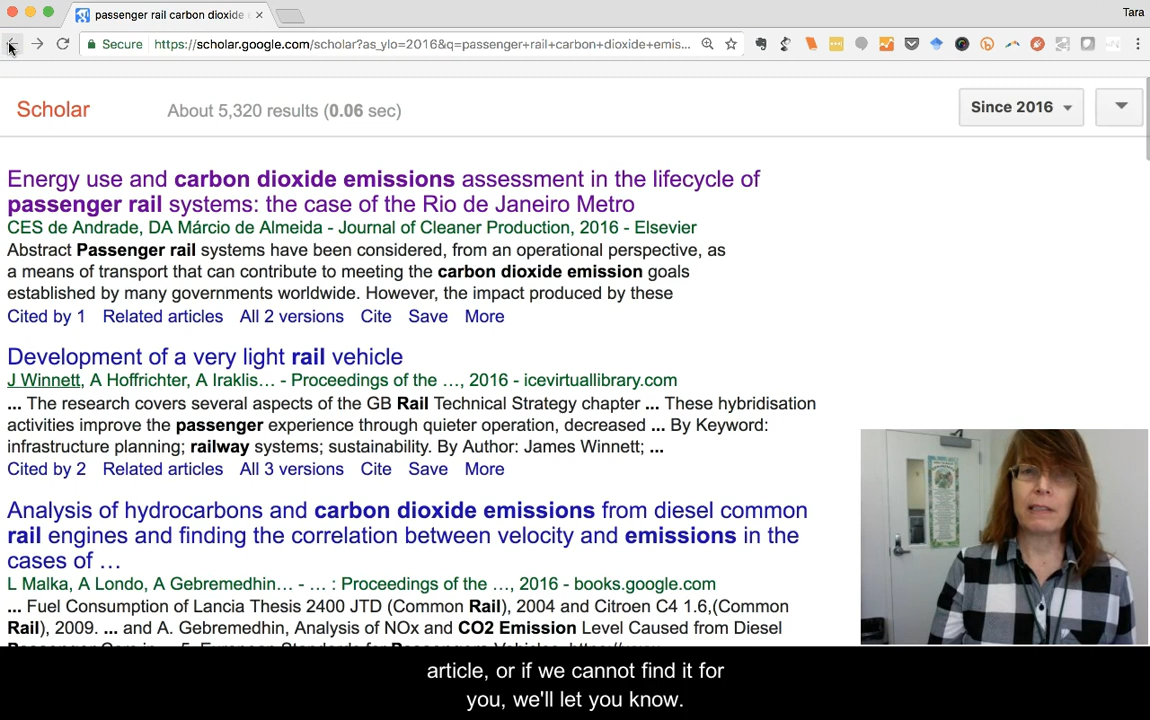 passenger rail carbon dioxide
Tara
Secure
https://scholar.google.com/scholar?as_ylo=2016&q=passenger+rail+carbon+dioxide+emis...
Scholar
About 5,320 results (0.06 sec)
Since 2016
Energy use and carbon dioxide emissions assessment in the lifecycle of
passenger rail systems: the case of the Rio de Janeiro Metro
CES de Andrade, DA Márcio de Almeida - Journal of Cleaner Production, 2016 - Elsevier
Abstract Passenger rail systems have been considered, from an operational perspective, as
a means of transport that can contribute to meeting the carbon dioxide emission goals
established by many governments worldwide. However, the impact produced by these
Cited by 1 Related articles All 2 versions Cite Save More
Development of a very light rail vehicle
J Winnett, A Hoffrichter, A Iraklis… - Proceedings of the …, 2016 - icevirtuallibrary.com
... The research covers several aspects of the GB Rail Technical Strategy chapter ... These hybridisation
activities improve the passenger experience through quieter operation, decreased ... By Keyword:
infrastructure planning; railway systems; sustainability. By Author: James Winnett; ...
Cited by 2 Related articles All 3 versions Cite Save More
Analysis of hydrocarbons and carbon dioxide emissions from diesel common
rail engines and finding the correlation between velocity and emissions in the
cases of …
L Malka, A Londo, A Gebremedhin… - … : Proceedings of the …, 2016 - books.google.com
... Fuel Consumption of Lancia Thesis 2400 JTD (Common Rail), 2004 and Citroen C4 1.6,(Common
Rail), 2009. ... and A. Gebremedhin, Analysis of NOx and CO2 Emission Level Caused from Diesel
article, or if we cannot find it for
you, we'll let you know.